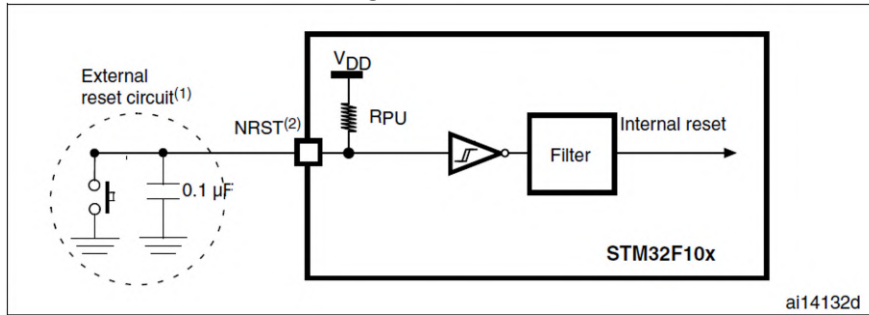 VDD
External
reset circuit(1)
NRST(2)
RPU
Internal reset
Filter
0.1 µF
STM32F10x
ai14132d